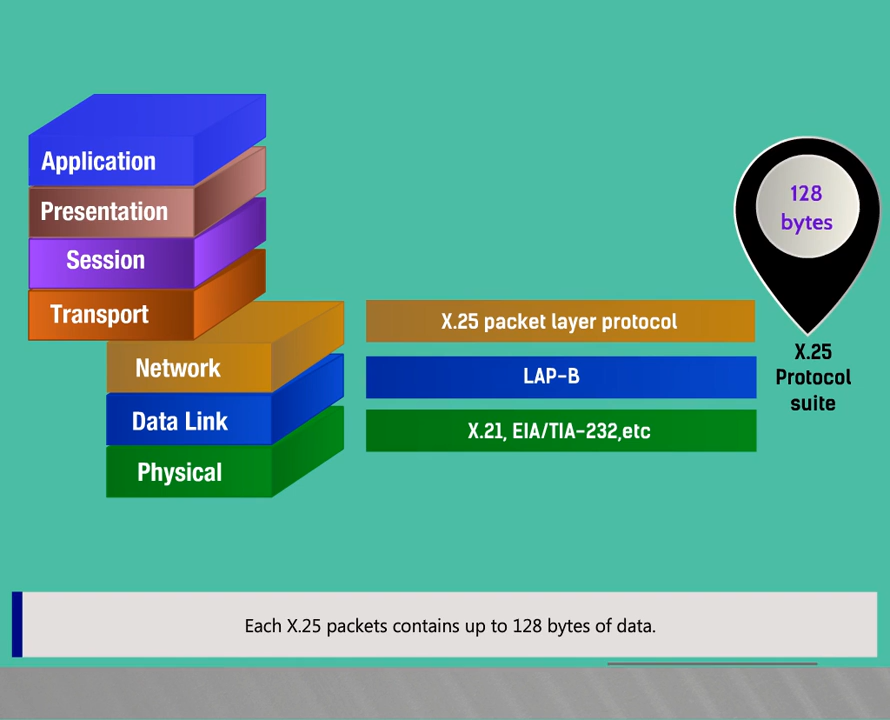 Application
Presentation
Session
Transport
Network
Data Link
Physical
X.25 packet layer protocol
LAP-B
X.21, EIA/TIA-232,etc
128
bytes
X.25
Protocol
suite
Each X.25 packets contains up to 128 bytes of data.